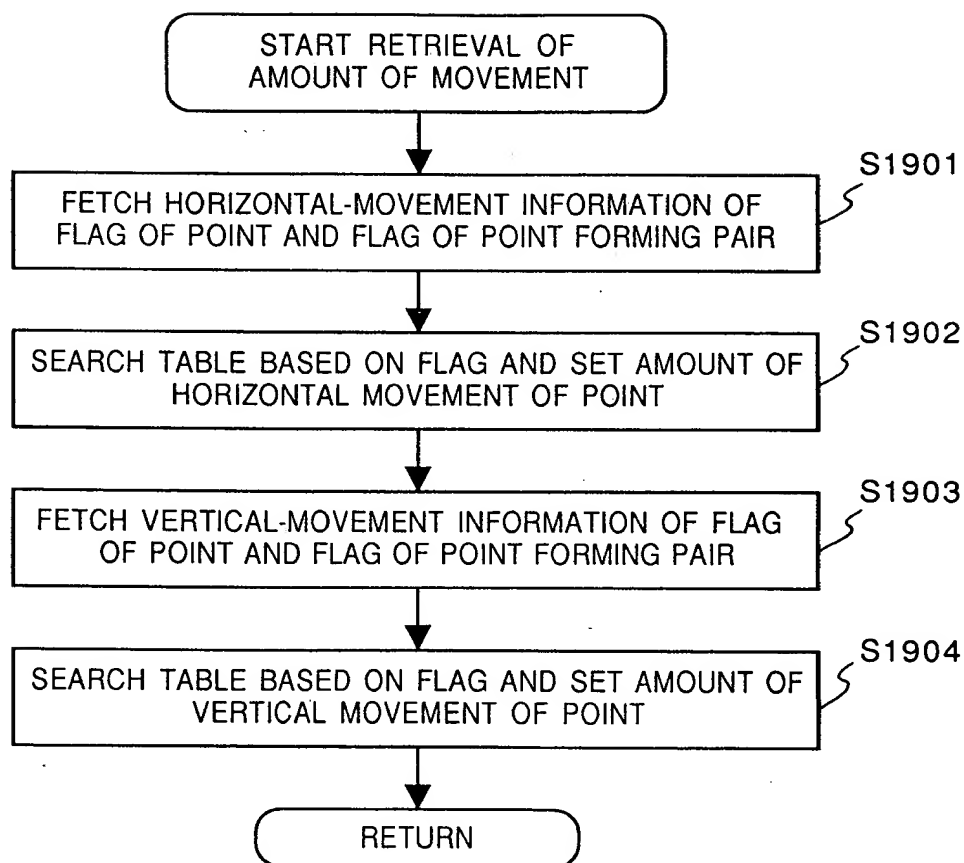 START RETRIEVAL OF
AMOUNT OF MOVEMENT
S1901
FETCH HORIZONTAL-MOVEMENT INFORMATION OF
FLAG OF POINT AND FLAG OF POINT FORMING PAIR
S1902
SEARCH TABLE BASED ON FLAG AND SET AMOUNT OF
HORIZONTAL MOVEMENT OF POINT
S1903
FETCH VERTICAL-MOVEMENT INFORMATION OF FLAG
OF POINT AND FLAG OF POINT FORMING PAIR
S1904
SEARCH TABLE BASED ON FLAG AND SET AMOUNT OF
VERTICAL MOVEMENT OF POINT
RETURN